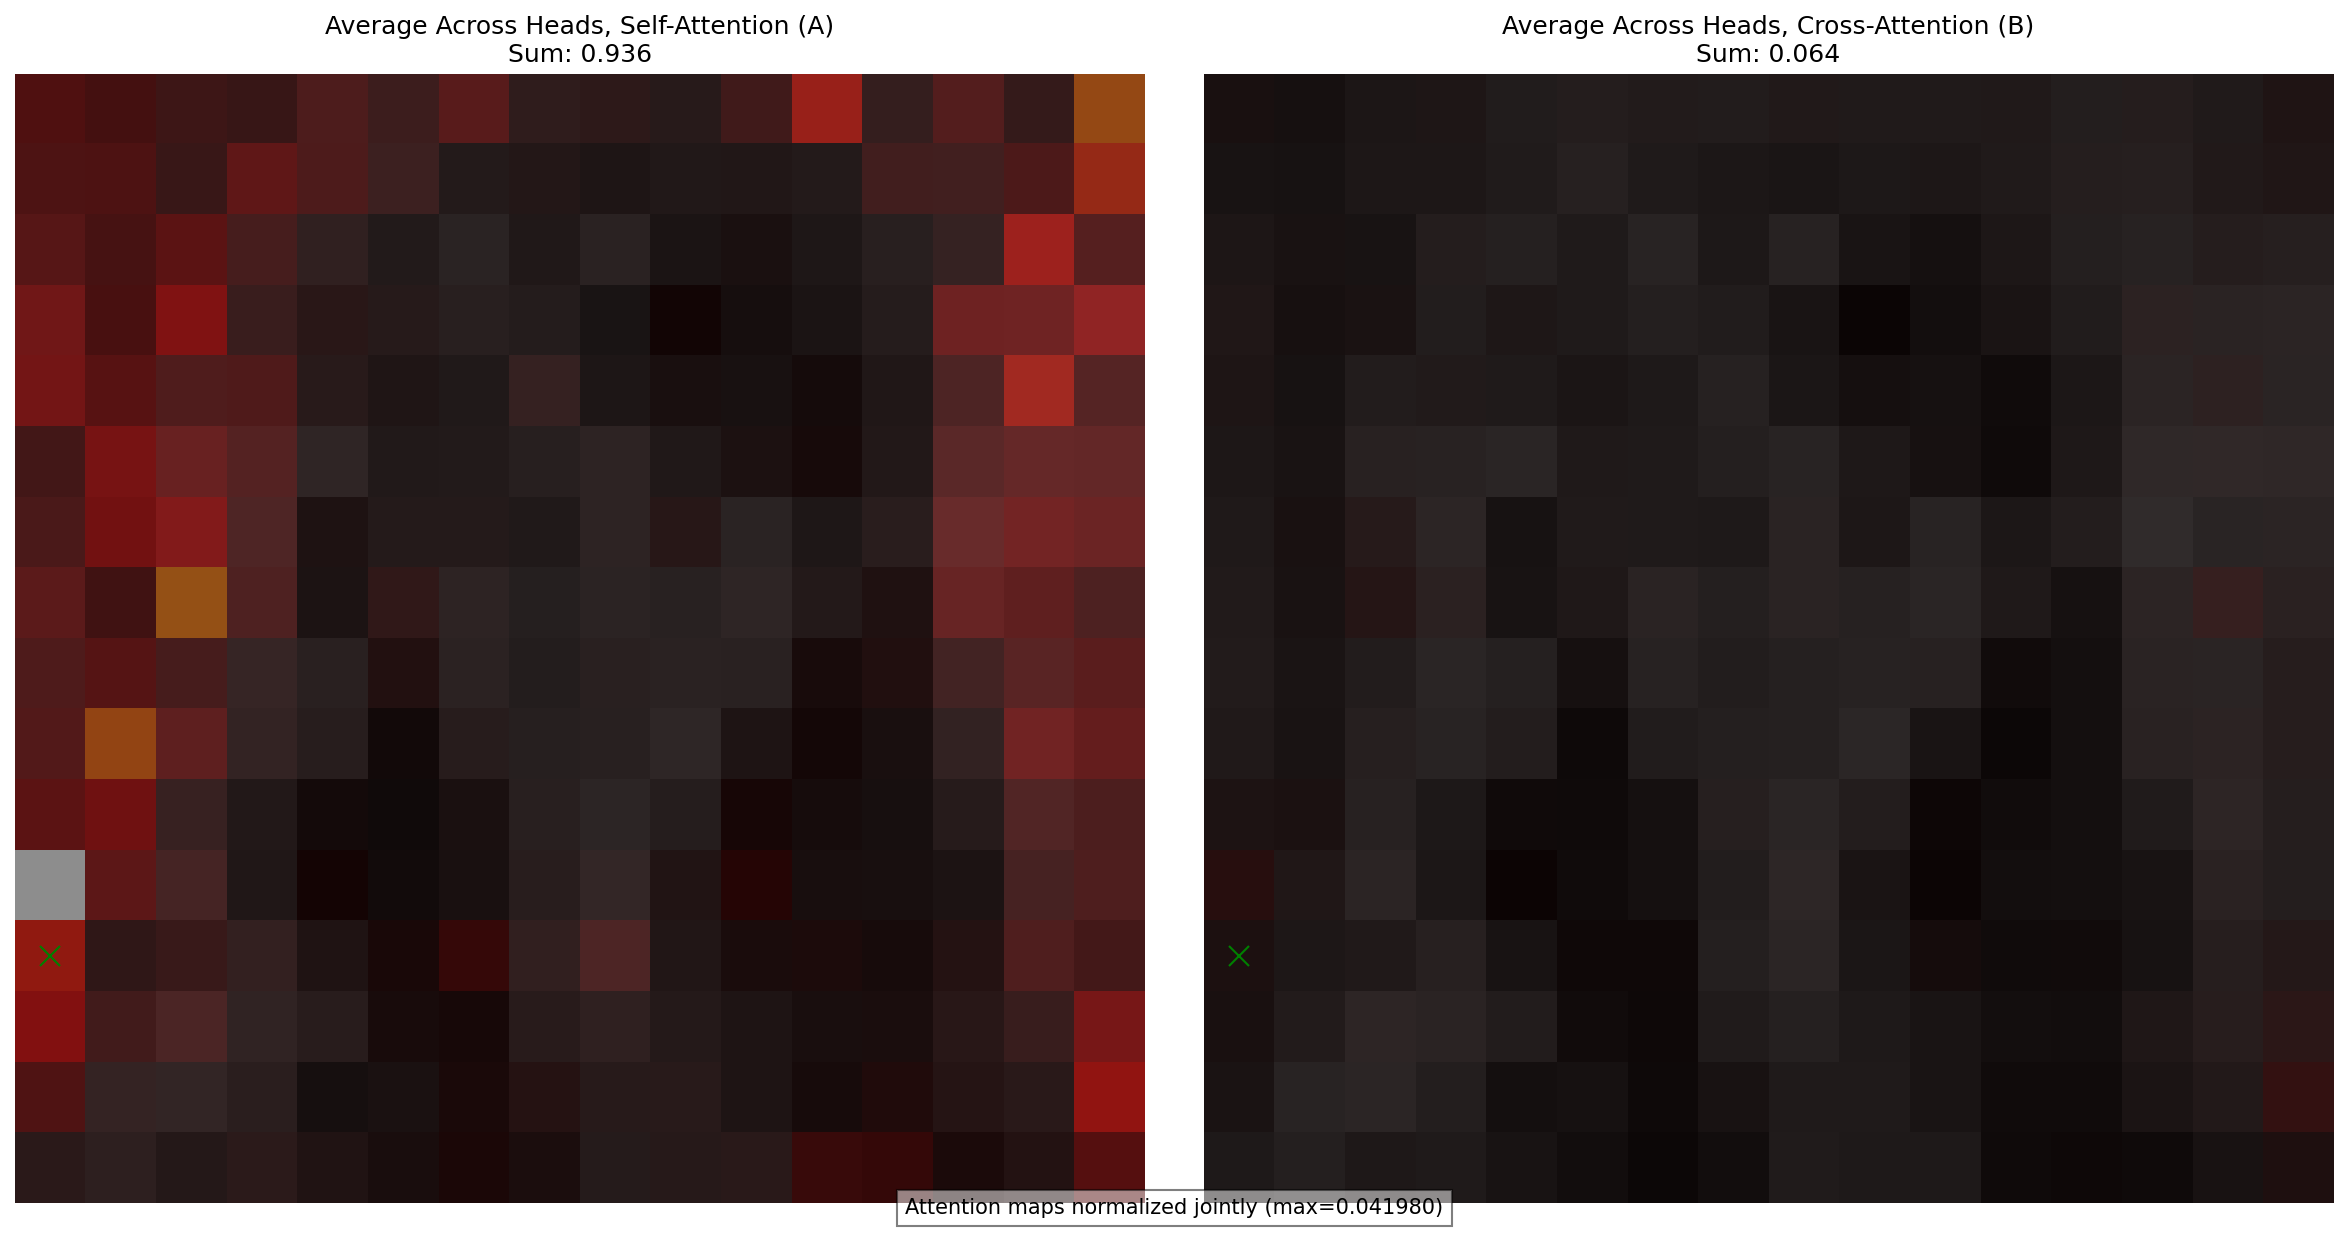 Average Across Heads, Self-Attention (A)
Sum: 0.936
Average Across Heads, Cross-Attention (B)
Sum: 0.064
Attention maps normalized jointly (max=0.041980)